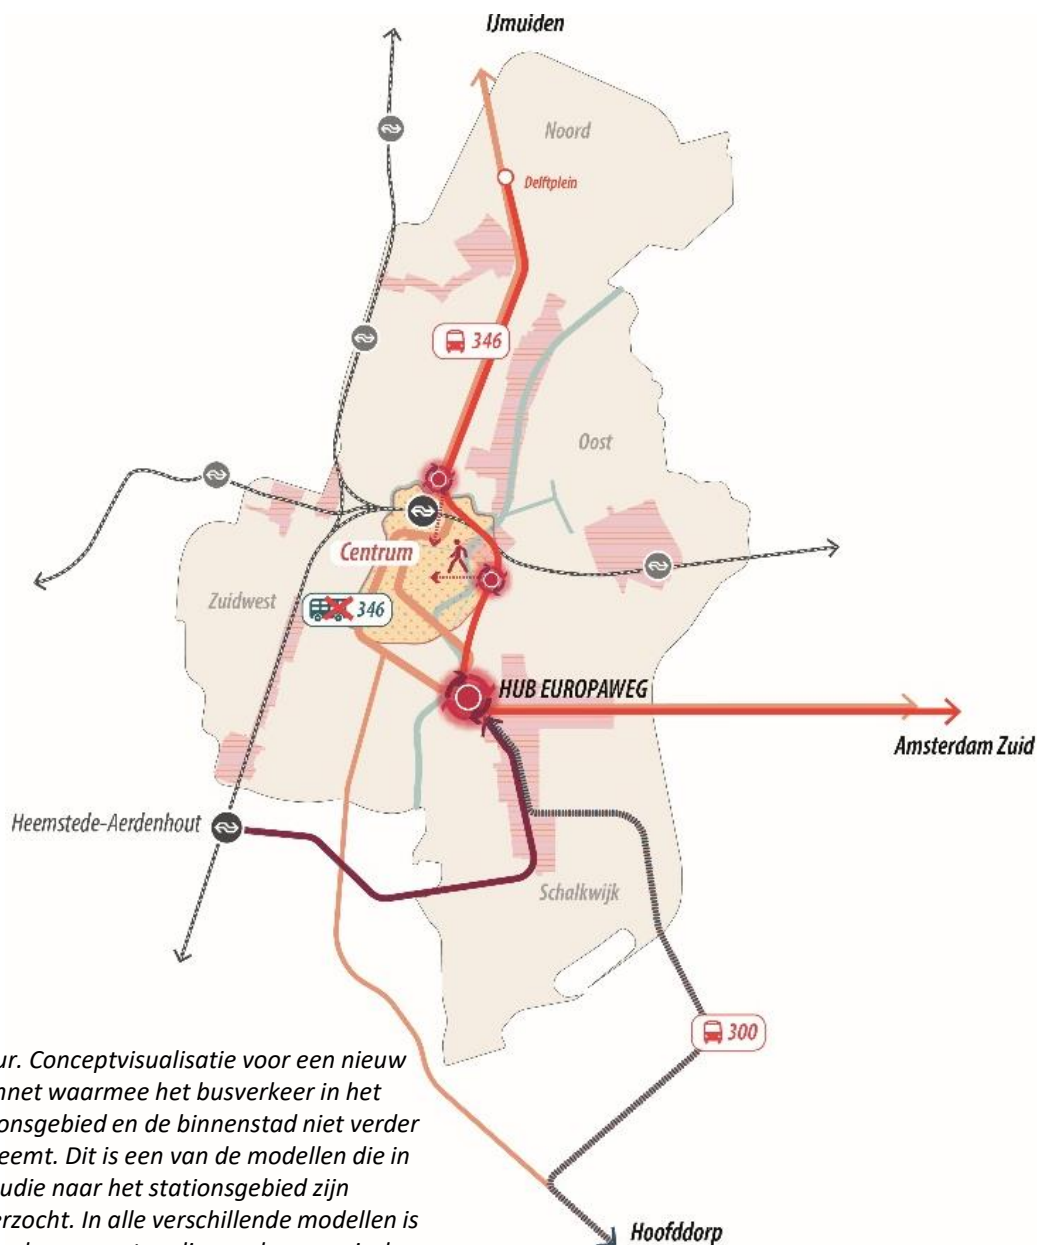 IJmuiden
Noord
Delftplein
346
Oost
Centrum
Zuidwest
346
HUB EUROPAWEG
Amsterdam Zuid
Heemstede-Aerdenhout
Schalkwijk
300
ur. Conceptvisualisatie voor een nieuw
nnet waarmee het busverkeer in het
onsgebied en de binnenstad niet verder
eemt. Dit is een van de modellen die in
udie naar het stationsgebied zijn
erzocht. In alle verschillende modellen is
Hoofddorp